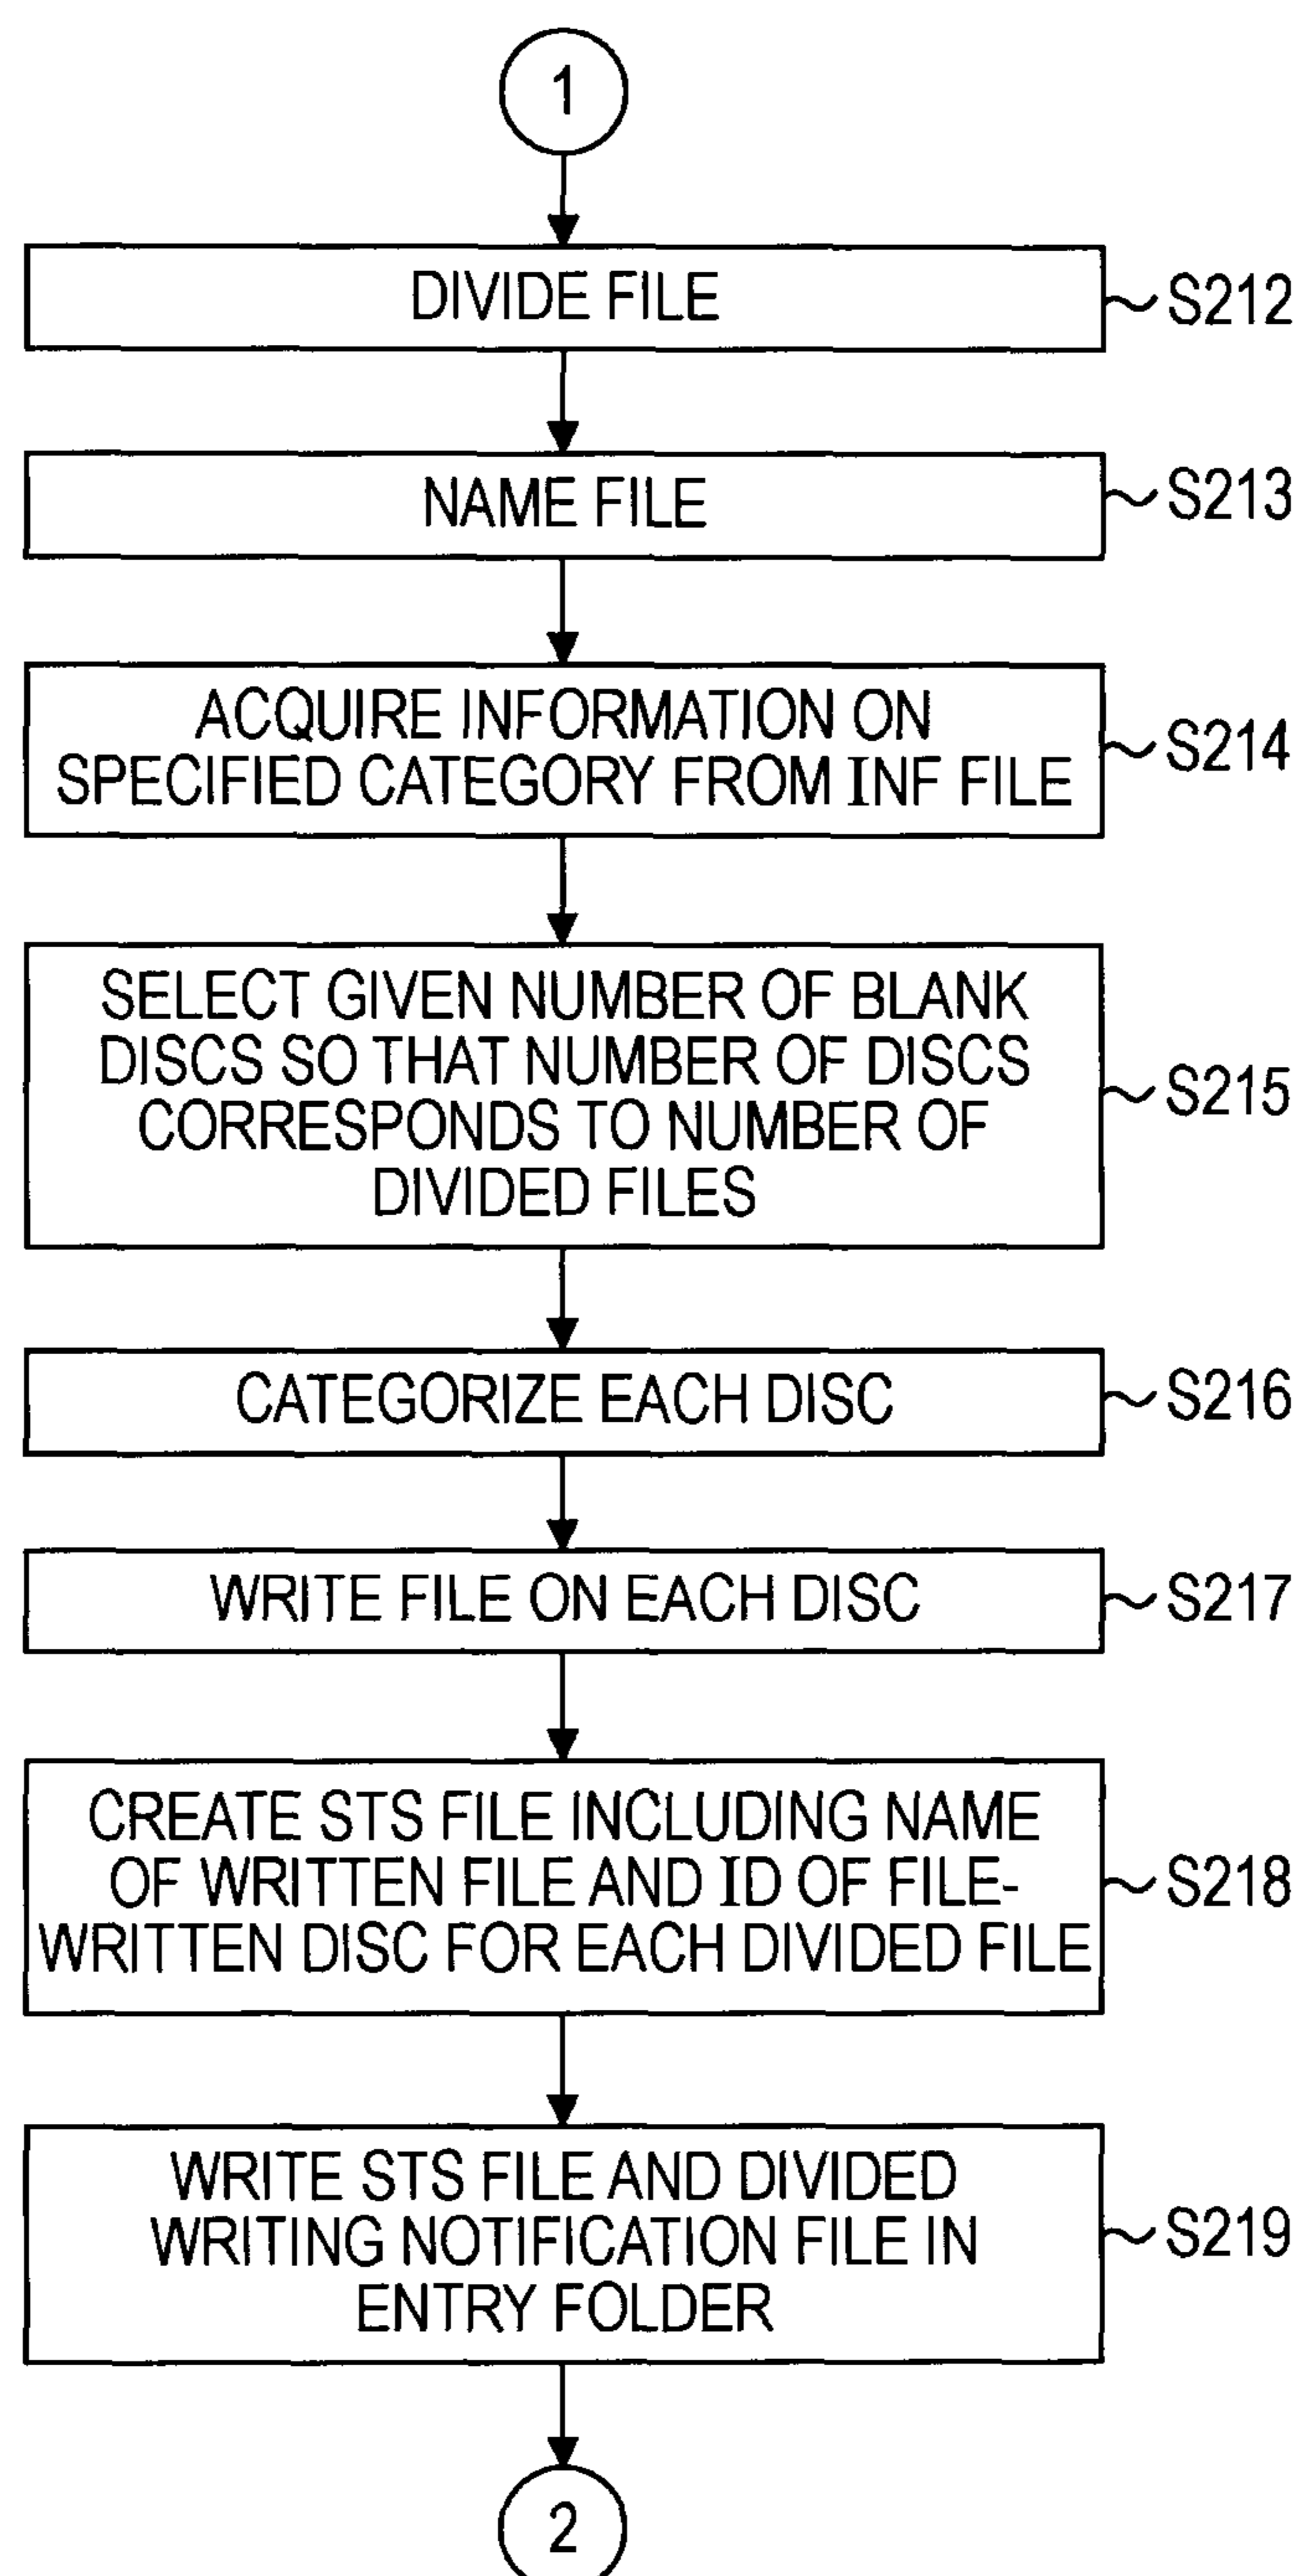 1
DIVIDE FILE
S212
NAME FILE
S213
ACQUIRE INFORMATION ON
SPECIFIED CATEGORY FROM INF FILE
S214
SELECT GIVEN NUMBER OF BLANK
DISCS SO THAT NUMBER OF DISCS
CORRESPONDS TO NUMBER OF
DIVIDED FILES
S215
CATEGORIZE EACH DISC
S216
WRITE FILE ON EACH DISC
S217
CREATE STS FILE INCLUDING NAME
OF WRITTEN FILE AND ID OF FILE-
WRITTEN DISC FOR EACH DIVIDED FILE
S218
WRITE STS FILE AND DIVIDED
WRITING NOTIFICATION FILE IN
ENTRY FOLDER
S219
2